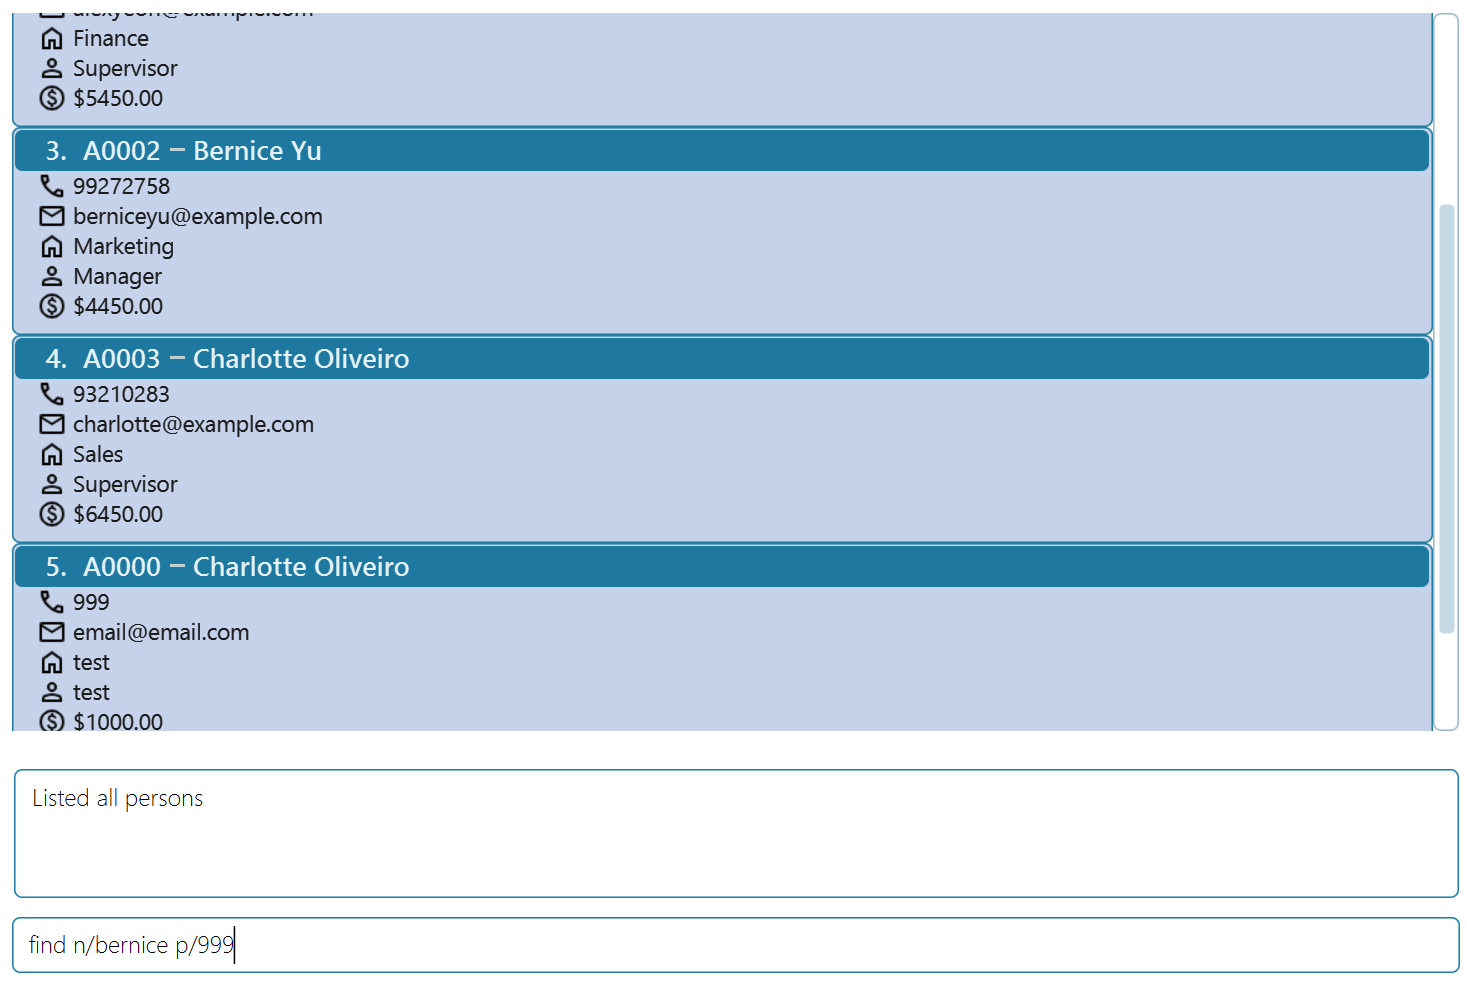 Finance
Supervisor
$5450.00
3. A0002 – Bernice Yu
99272758
berniceyu@example.com
Marketing
Manager
$4450.00
4. A0003 – Charlotte Oliveiro
93210283
charlotte@example.com
Sales
Supervisor
$6450.00
5. A0000 – Charlotte Oliveiro
999
email@email.com
test
test
$1000.00
Listed all persons
find n/bernice p/999